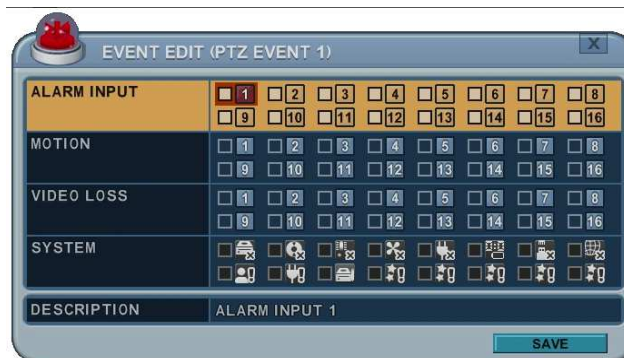 EVENT EDIT (PTZ EVENT 1)
X
ALARM INPUT
1 2 3 4 5 6 7 8
9 10 11 12 13 14 15 16
MOTION
1 2 3 4 5 6 7 8
9 10 11 12 13 14 15 16
VIDEO LOSS
1 2 3 4 5 6 7 8
9 10 11 12 13 14 15 16
SYSTEM
DESCRIPTION ALARM INPUT 1
SAVE